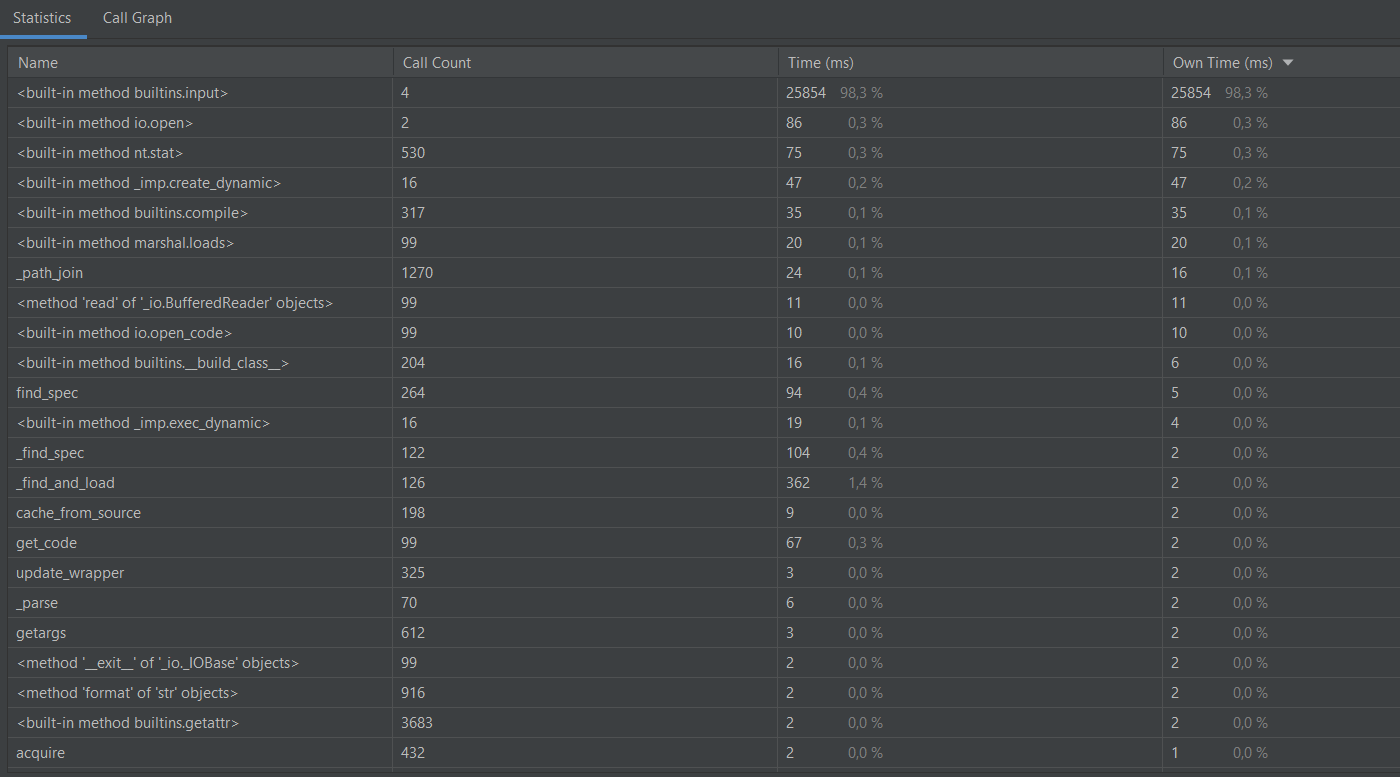 Statistics Call Graph
Name Call Count Time (ms) Own Time (ms)
<built-in method builtins.input> 4 25854 98,3 % 25854 98,3 %
<built-in method io.open> 2 86 0,3 % 86 0,3 %
<built-in method nt.stat> 530 75 0,3 % 75 0,3 %
<built-in method _imp.create_dynamic> 16 47 0,2 % 47 0,2 %
<built-in method builtins.compile> 317 35 0,1 % 35 0,1 %
<built-in method marshal.loads> 99 20 0,1 % 20 0,1 %
_path_join 1270 24 0,1 % 16 0,1 %
<method 'read' of '_io.BufferedReader' objects> 99 11 0,0 % 11 0,0 %
<built-in method io.open_code> 99 10 0,0 % 10 0,0 %
<built-in method builtins.__build_class__> 204 16 0,1 % 6 0,0 %
find_spec 264 94 0,4 % 5 0,0 %
<built-in method _imp.exec_dynamic> 16 19 0,1 % 4 0,0 %
_find_spec 122 104 0,4 % 2 0,0 %
_find_and_load 126 362 1,4 % 2 0,0 %
cache_from_source 198 9 0,0 % 2 0,0 %
get_code 99 67 0,3 % 2 0,0 %
update_wrapper 325 3 0,0 % 2 0,0 %
_parse 70 6 0,0 % 2 0,0 %
getargs 612 3 0,0 % 2 0,0 %
<method '__exit__' of '_io._IOBase' objects> 99 2 0,0 % 2 0,0 %
<method 'format' of 'str' objects> 916 2 0,0 % 2 0,0 %
<built-in method builtins.getattr> 3683 2 0,0 % 2 0,0 %
acquire 432 2 0,0 % 1 0,0 %